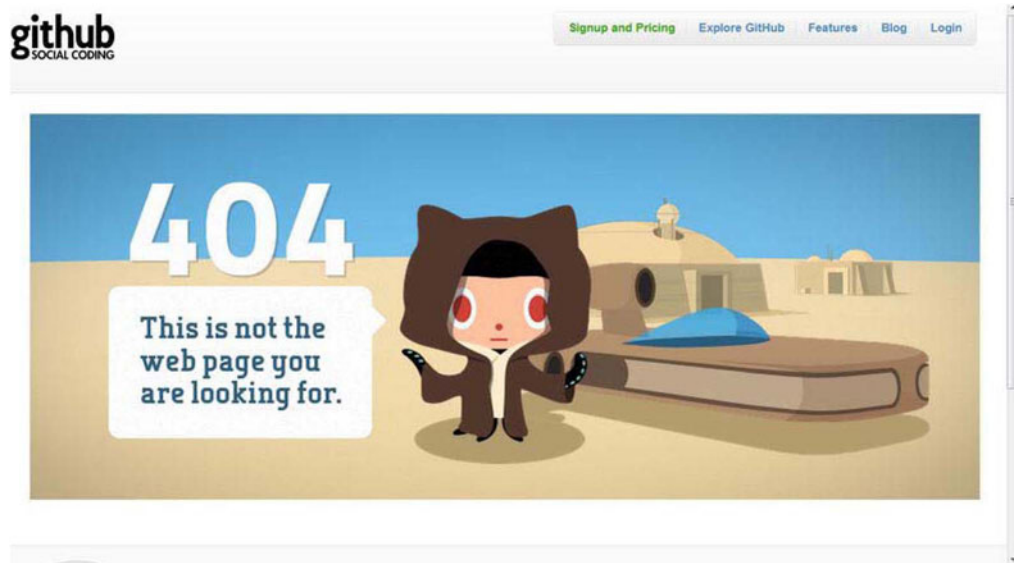 github
SOCIAL CODING
Signup and Pricing Explore GitHub Features Blog Login
404
This is not the
web page you
are looking for.